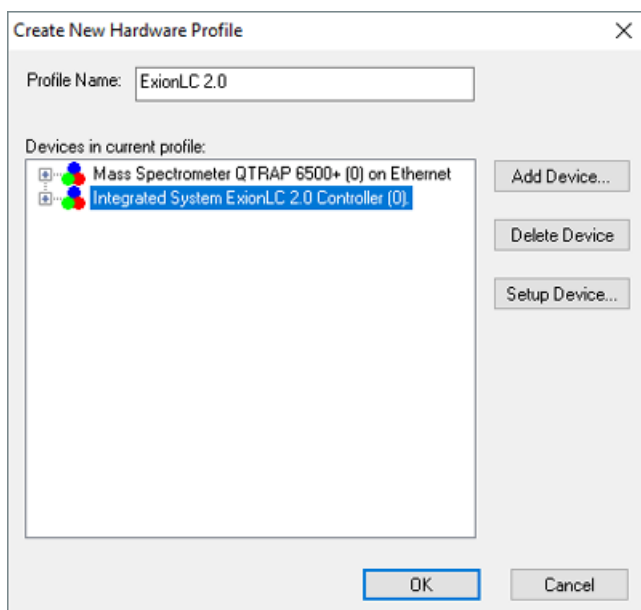 Create New Hardware Profile
Profile Name: ExionLC 2.0
Devices in current profile:
Mass Spectrometer QTRAP 6500+ (0) on Ethernet
Integrated System ExionLC 2.0 Controller (0).
Add Device...
Delete Device
Setup Device...
OK Cancel